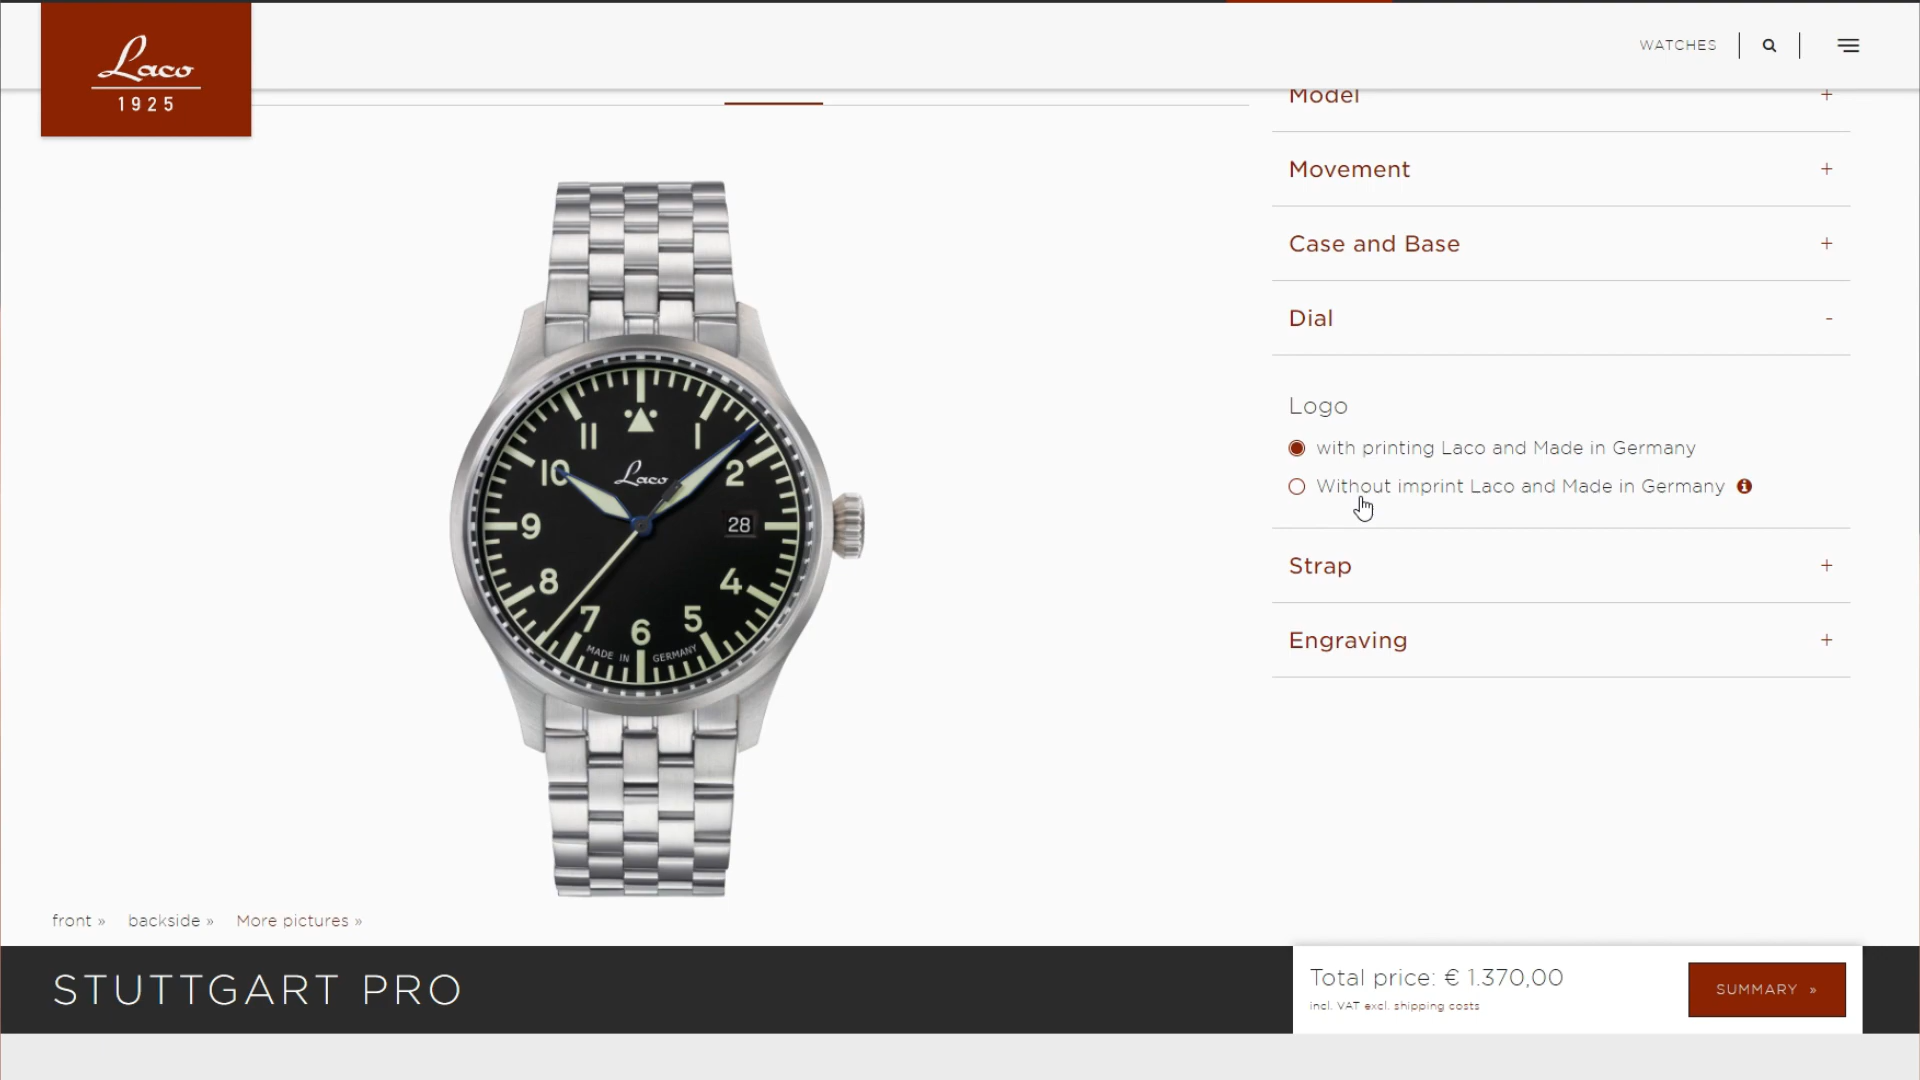 Laco
1925
WATCHES
Model +
Movement +
Case and Base +
Dial -
Logo
with printing Laco and Made in Germany
Without imprint Laco and Made in Germany
Strap +
Engraving +
11 1
10 Laco 2
9 28
8 4
7 6 5
MADE IN GERMANY
front » backside » More pictures »
STUTTGART PRO
Total price: € 1.370,00
incl. VAT excl. shipping costs
SUMMARY »